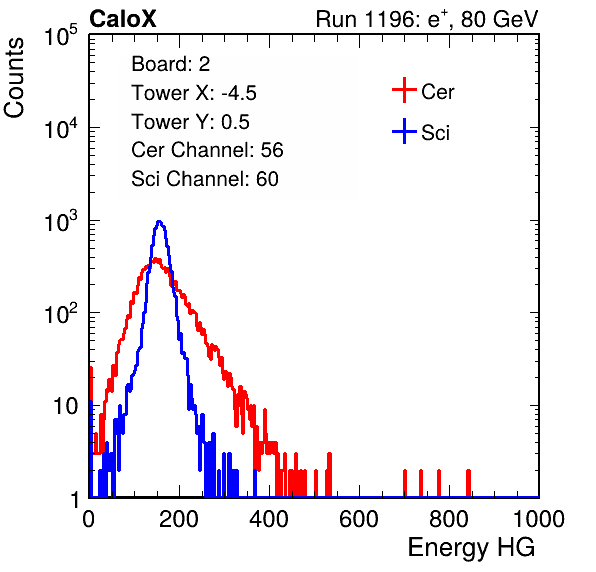 CaloX Run 1196: e⁺, 80 GeV
Counts
Board: 2
Tower X: -4.5
Tower Y: 0.5
Cer Channel: 56
Sci Channel: 60
Cer
Sci
10⁵
10⁴
10³
10²
10
1
0 200 400 600 800 1000
Energy HG